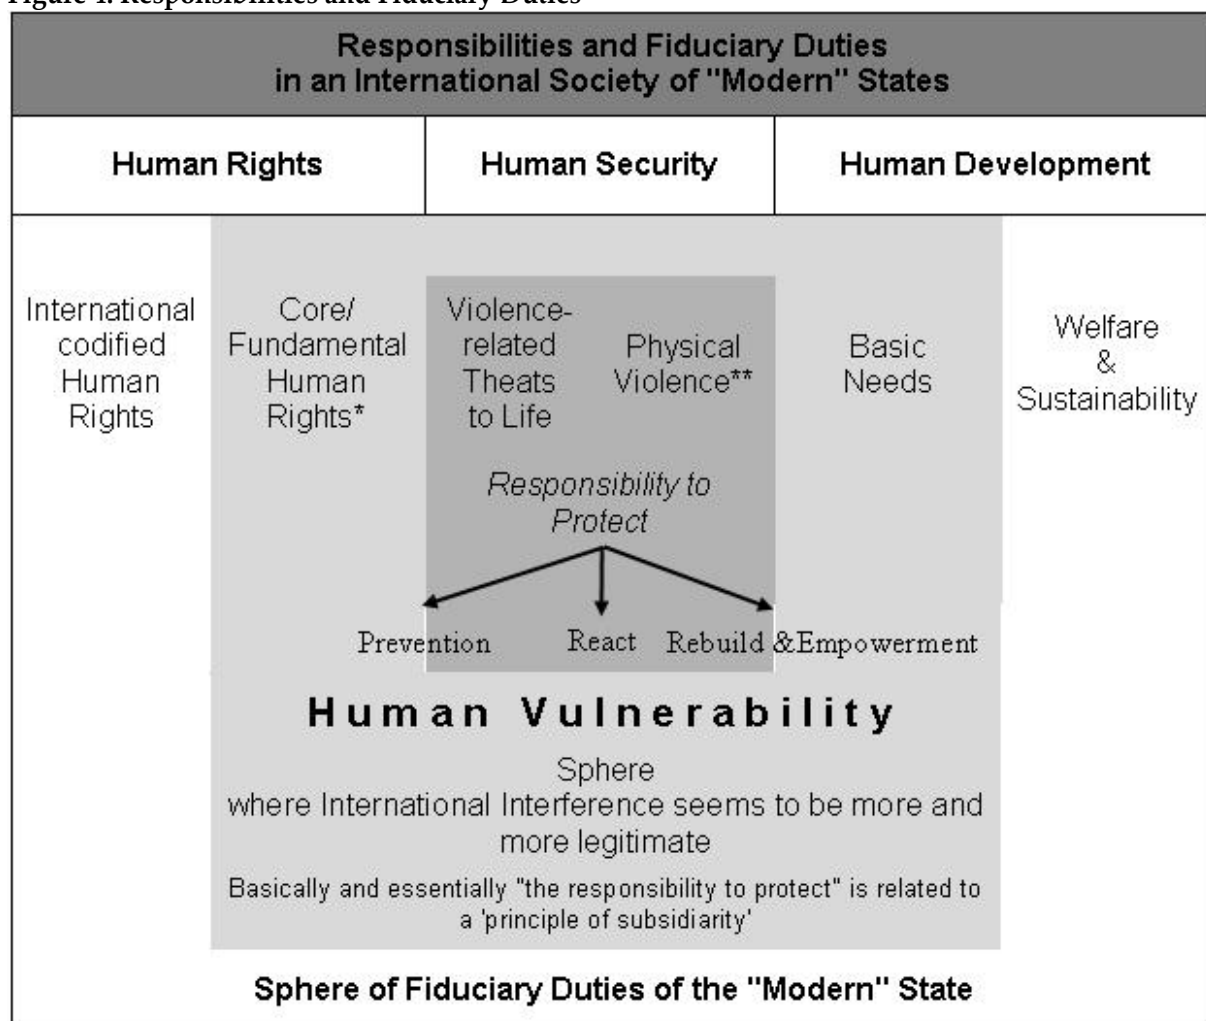 Figure 1. Responsibilities and Fiduciary Duties
Responsibilities and Fiduciary Duties
in an International Society of "Modern" States
Human Rights
Human Security
Human Development
International
codified
Human
Rights
Core/
Fundamental
Human
Rights*
Violence-
related
Theats
to Life
Physical
Violence**
Basic
Needs
Welfare
&
Sustainability
Responsibility to
Protect
Prevention
React
Rebuild &Empowerment
Human Vulnerability
Sphere
where International Interference seems to be more and
more legitimate
Basically and essentially "the responsibility to protect" is related to
a 'principle of subsidiarity'
Sphere of Fiduciary Duties of the "Modern" State